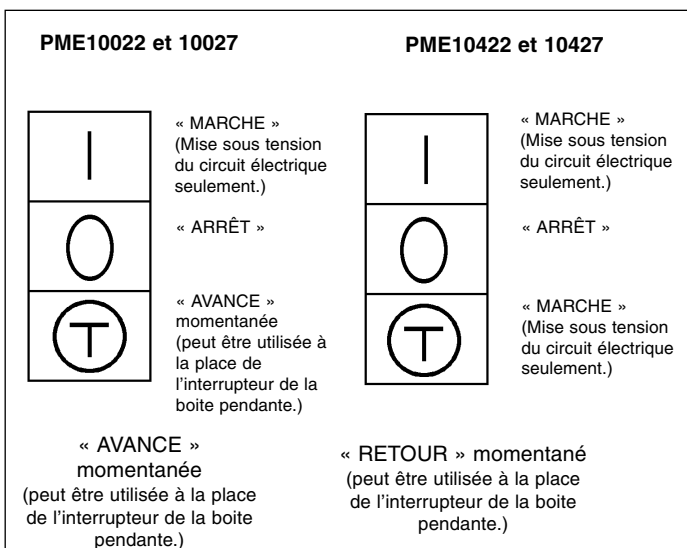 PME10022 et 10027
« MARCHE »
(Mise sous tension
du circuit électrique
seulement.)
« ARRÊT »
« AVANCE »
momentanée
(peut être utilisée à
la place de
l’interrupteur de la
boite pendante.)
« AVANCE »
momentanée
(peut être utilisée à la place
de l’interrupteur de la boite
pendante.)
PME10422 et 10427
« MARCHE »
(Mise sous tension
du circuit électrique
seulement.)
« ARRÊT »
« MARCHE »
(Mise sous tension
du circuit électrique
seulement.)
« RETOUR » momentané
(peut être utilisée à la place
de l’interrupteur de la boite
pendante.)